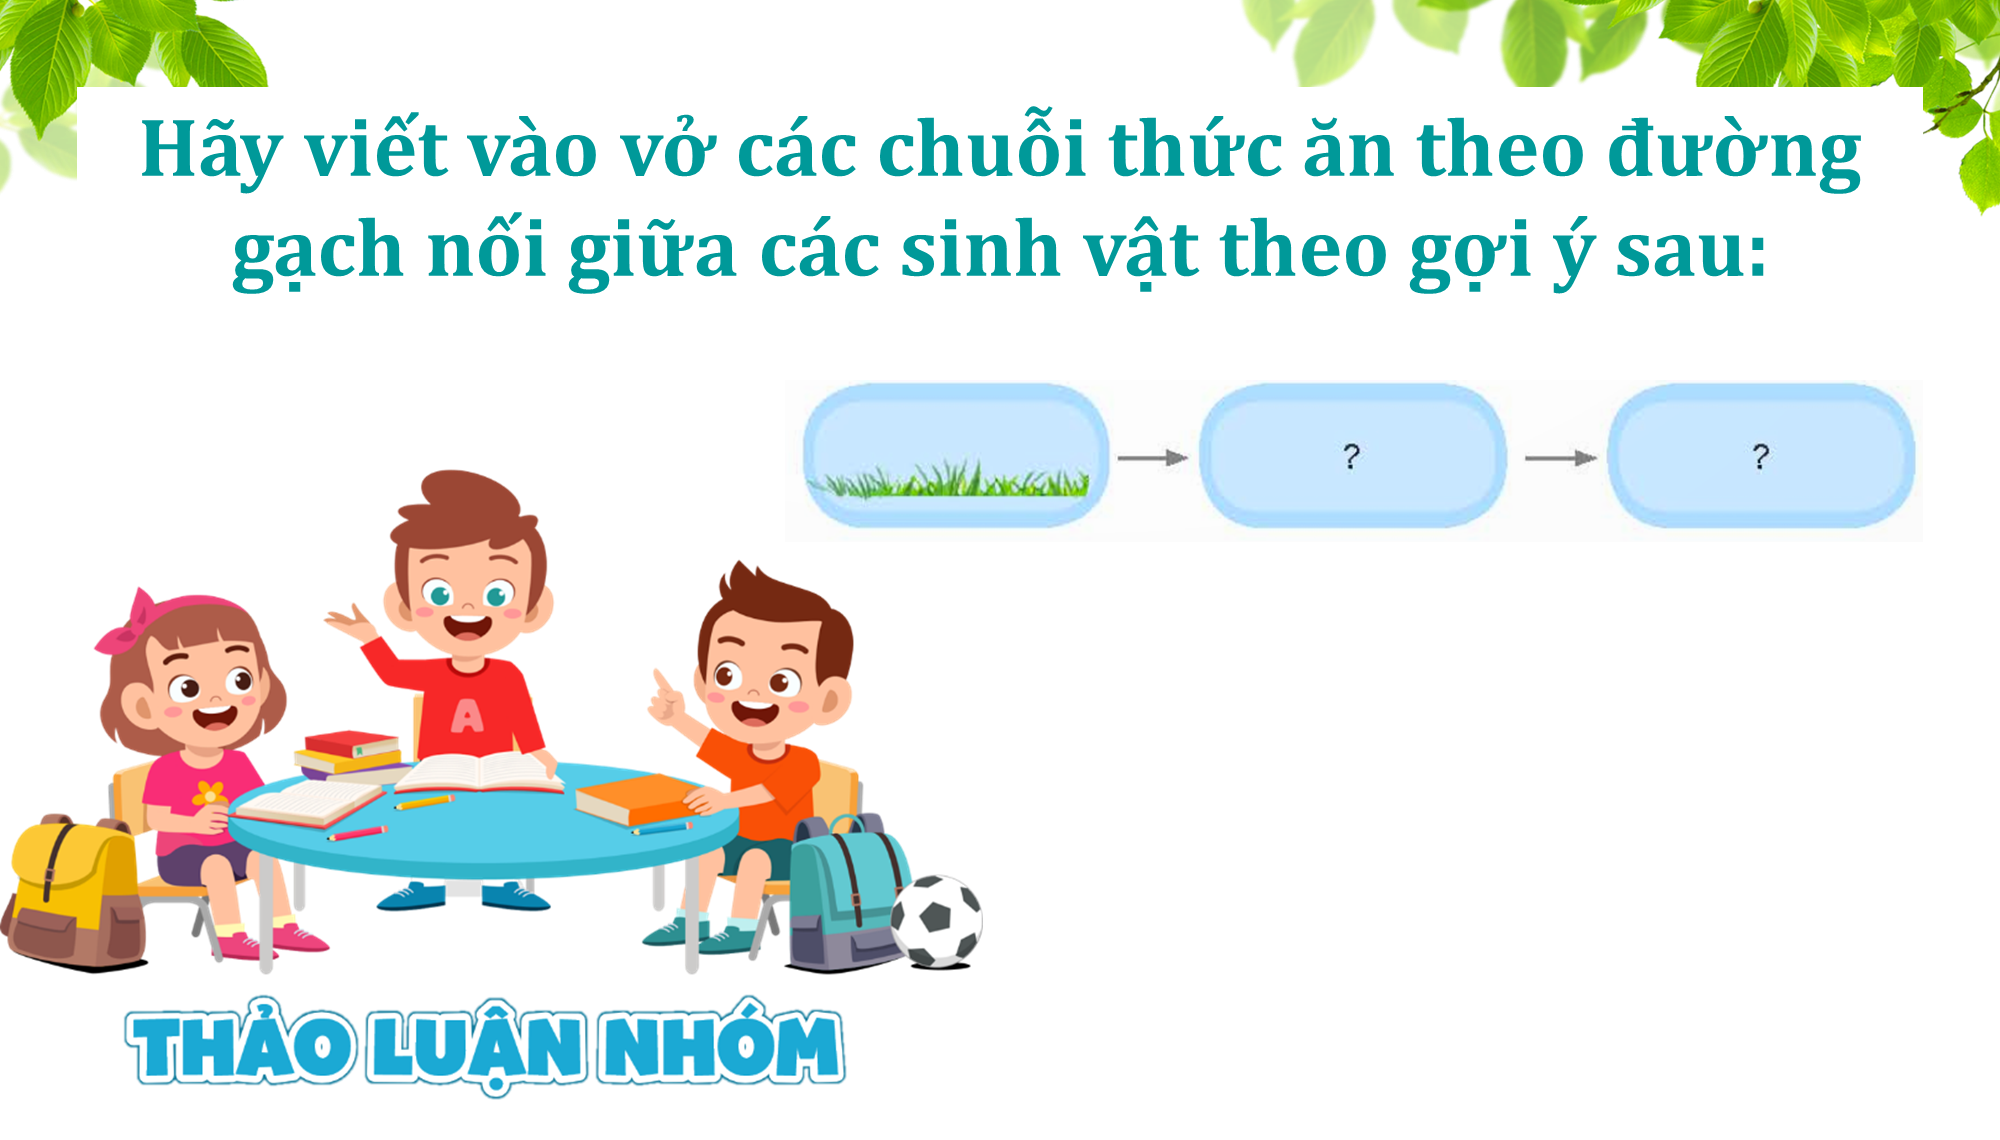 Hãy viết vào vở các chuỗi thức ăn theo đường
gạch nối giữa các sinh vật theo gợi ý sau:
? ?
A
THẢO LUẬN NHÓM